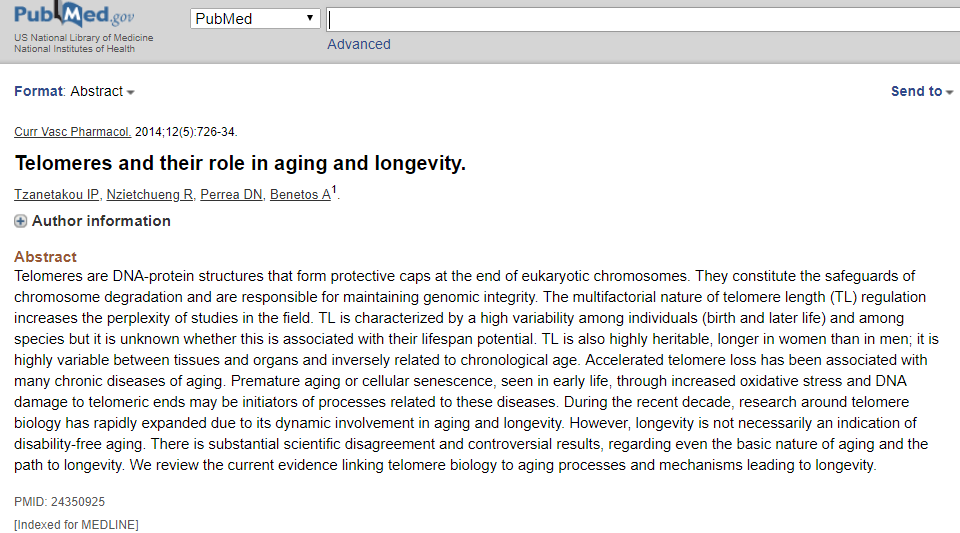 PubMed.gov
US National Library of Medicine
National Institutes of Health
PubMed
Advanced
Format: Abstract
Send to
Curr Vasc Pharmacol. 2014;12(5):726-34.
Telomeres and their role in aging and longevity.
Tzanetakou IP, Nzietchueng R, Perrea DN, Benetos A1.
Author information
Abstract
Telomeres are DNA-protein structures that form protective caps at the end of eukaryotic chromosomes. They constitute the safeguards of
chromosome degradation and are responsible for maintaining genomic integrity. The multifactorial nature of telomere length (TL) regulation
increases the perplexity of studies in the field. TL is characterized by a high variability among individuals (birth and later life) and among
species but it is unknown whether this is associated with their lifespan potential. TL is also highly heritable, longer in women than in men; it is
highly variable between tissues and organs and inversely related to chronological age. Accelerated telomere loss has been associated with
many chronic diseases of aging. Premature aging or cellular senescence, seen in early life, through increased oxidative stress and DNA
damage to telomeric ends may be initiators of processes related to these diseases. During the recent decade, research around telomere
biology has rapidly expanded due to its dynamic involvement in aging and longevity. However, longevity is not necessarily an indication of
disability-free aging. There is substantial scientific disagreement and controversial results, regarding even the basic nature of aging and the
path to longevity. We review the current evidence linking telomere biology to aging processes and mechanisms leading to longevity.
PMID: 24350925
[Indexed for MEDLINE]